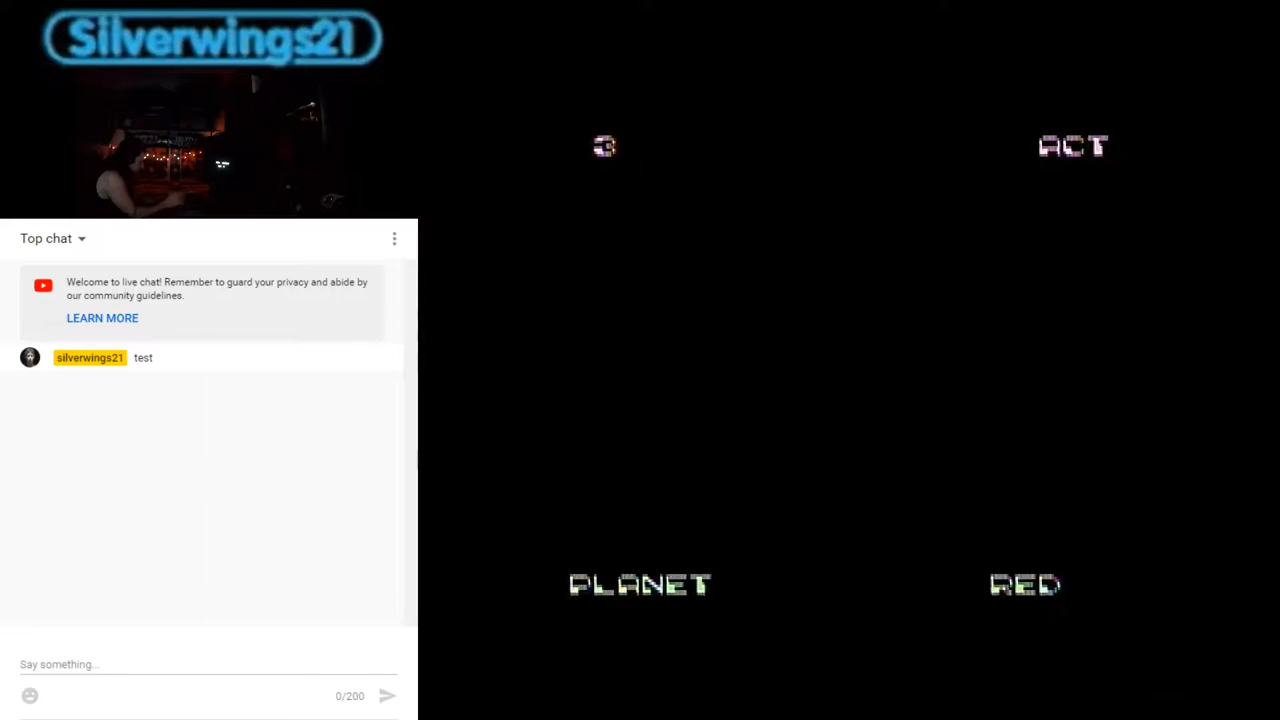 Silverwings21
3 ACT
Top chat
Welcome to live chat! Remember to guard your privacy and abide by
our community guidelines.
LEARN MORE
silverwings21 test
PLANET RED
Say something...
0/200